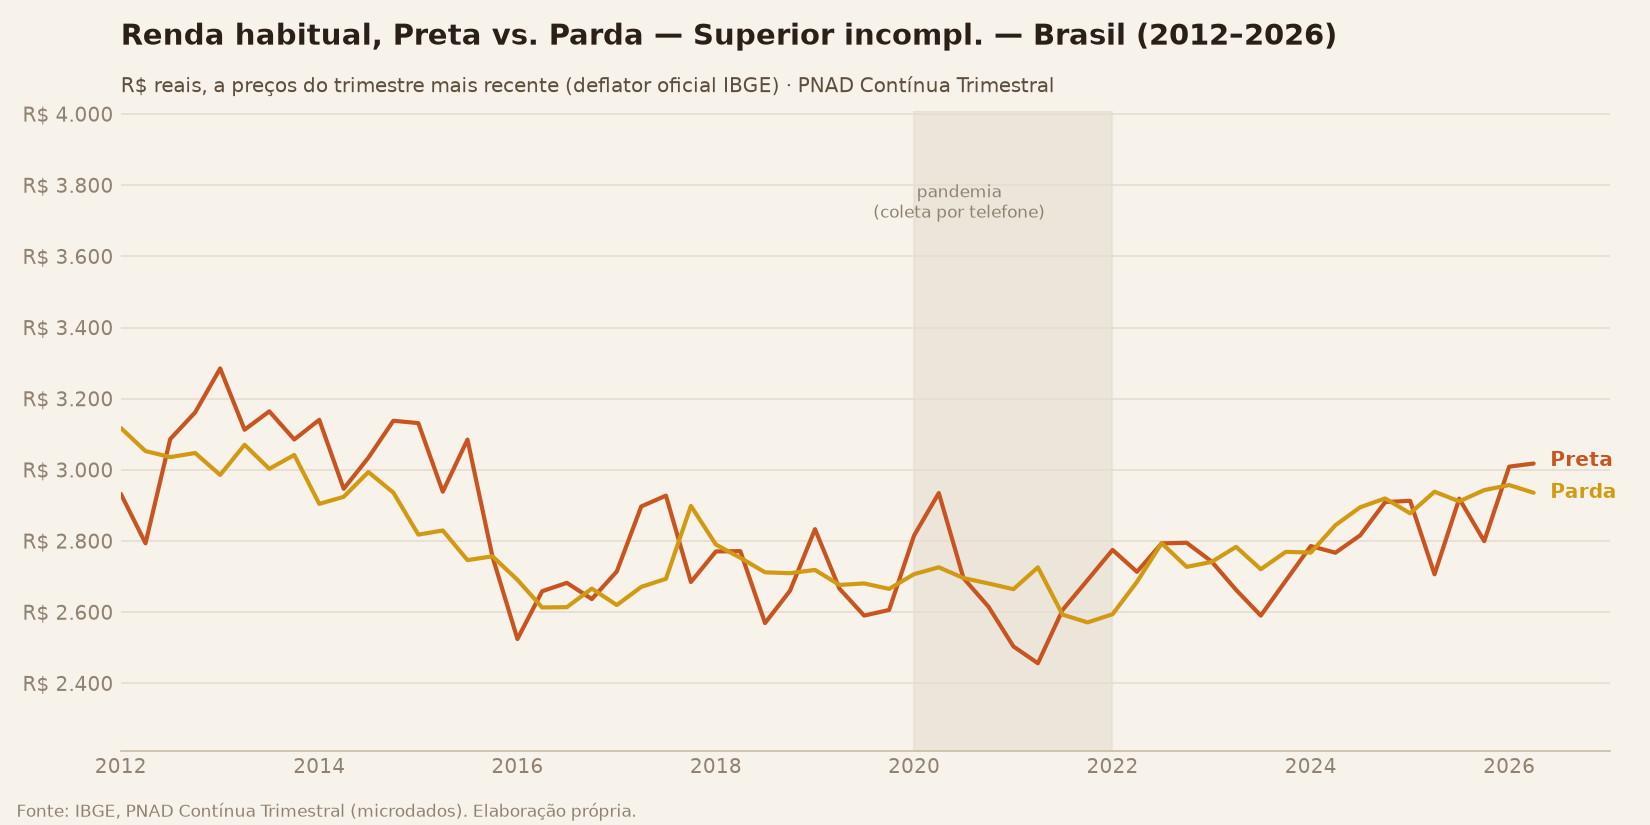 Renda habitual, Preta vs. Parda — Superior incompl. — Brasil (2012–2026)
R$ reais, a preços do trimestre mais recente (deflator oficial IBGE) · PNAD Contínua Trimestral
R$ 4.000
R$ 3.800
pandemia
(coleta por telefone)
R$ 3.600
R$ 3.400
R$ 3.200
R$ 3.000
Preta
Parda
R$ 2.800
R$ 2.600
R$ 2.400
2012 2014 2016 2018 2020 2022 2024 2026
Fonte: IBGE, PNAD Contínua Trimestral (microdados). Elaboração própria.